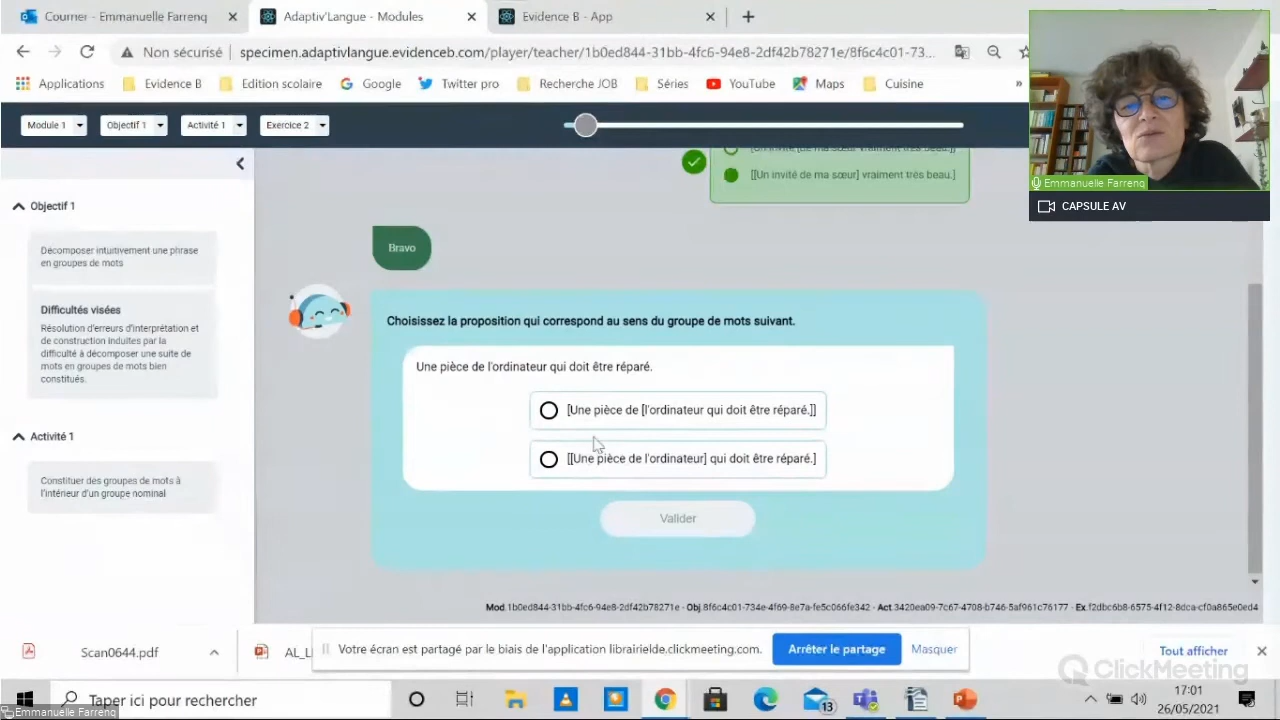 Courrier - Emmanuelle Farrenq
Adaptiv'Langue - Modules
Evidence B - App
Non sécurisé
specimen.adaptivlangue.evidenceb.com/player/teacher/1b0ed844-31bb-4fc6-94e8-2df42b78271e/8f6c4c01-73...
Applications
Evidence B
Edition scolaire
Google
Twitter pro
Recherche JOB
Séries
YouTube
Maps
Cuisine
»
Module 1
Objectif 1
Activité 1
Exercice 2
Emmanuelle Farrenq
CAPSULE AV
[Un invité [de ma sœur vraiment très beau.]]
[[Un invité de ma sœur] vraiment très beau.]
Objectif 1
Décomposer intuitivement une phrase
en groupes de mots
Difficultés visées
Résolution d'erreurs d'interprétation et
de construction induites par la
difficulté à décomposer une suite de
mots en groupes de mots bien
constitués.
Activité 1
Constituer des groupes de mots à
l'intérieur d'un groupe nominal
Bravo
Choisissez la proposition qui correspond au sens du groupe de mots suivant.
Une pièce de l'ordinateur qui doit être réparé.
[Une pièce de [l'ordinateur qui doit être réparé.]]
[[Une pièce de l'ordinateur] qui doit être réparé.]
Valider
Mod.1b0ed844-31bb-4fc6-94e8-2df42b78271e - Obj.8f6c4c01-734e-4f69-8e7a-fe5c066fe342 - Act.3420ea09-7c67-4708-b746-5af961c76177 - Ex.f2dbc6b8-6575-4f12-8dca-cf0a865e0ed4
Scan0644.pdf
AL_L
Votre écran est partagé par le biais de l'application librairielde.clickmeeting.com.
Arrêter le partage
Masquer
Tout afficher
ClickMeeting
Taper ici pour rechercher
13
17:01
26/05/2021
Emmanuelle Farrenq